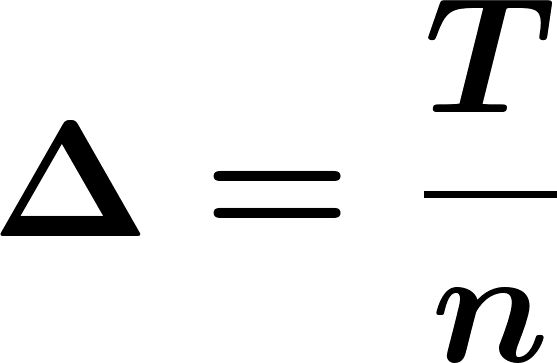 Δ = T/n